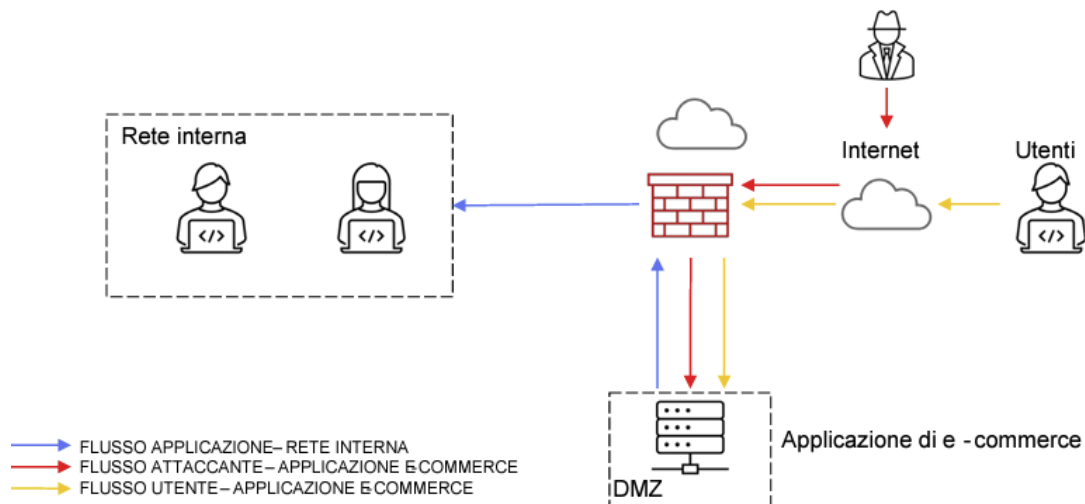 Rete interna
Internet
Utenti
</>
</>
</>
Applicazione di e - commerce
DMZ
FLUSSO APPLICAZIONE– RETE INTERNA
FLUSSO ATTACCANTE – APPLICAZIONE E-COMMERCE
FLUSSO UTENTE – APPLICAZIONE E-COMMERCE